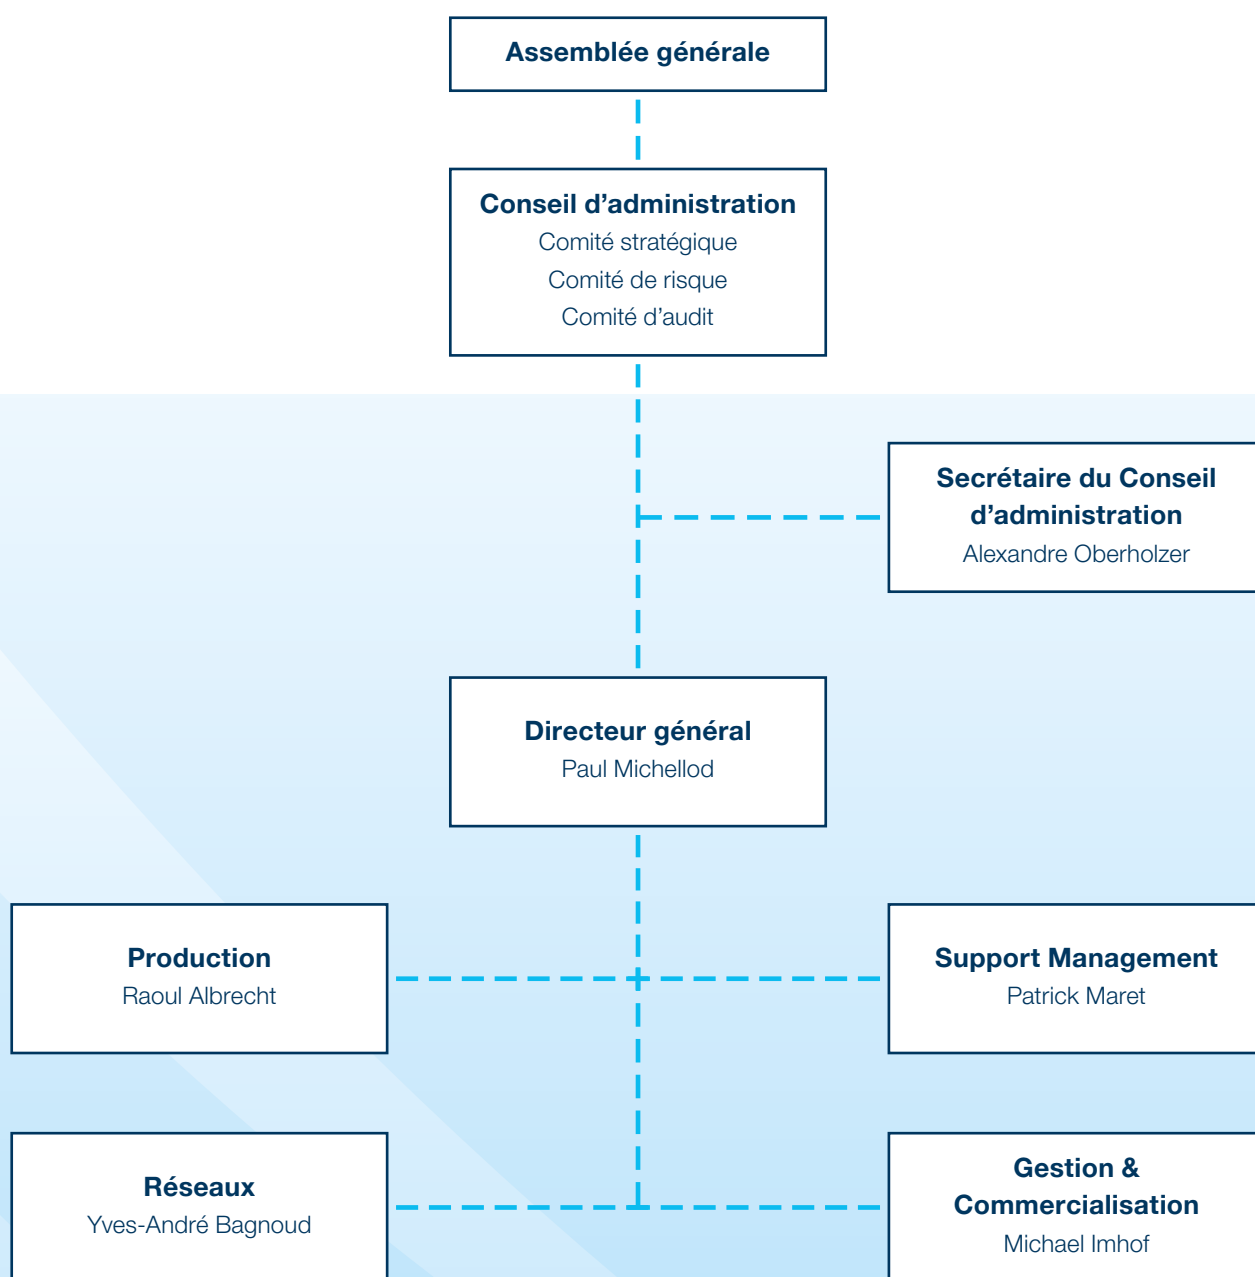 Assemblée générale
Conseil d’administration
Comité stratégique
Comité de risque
Comité d’audit
Secrétaire du Conseil
d’administration
Alexandre Oberholzer
Directeur général
Paul Michellod
Production
Raoul Albrecht
Support Management
Patrick Maret
Réseaux
Yves-André Bagnoud
Gestion &
Commercialisation
Michael Imhof